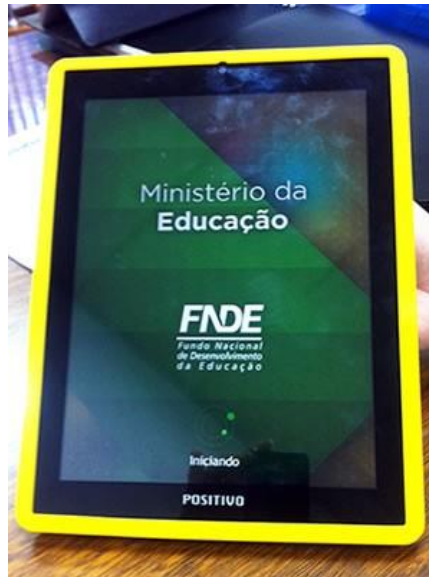 Ministério da
Educação
FNDE
Fundo Nacional
de Desenvolvimento
da Educação
Iniciando
POSITIVO